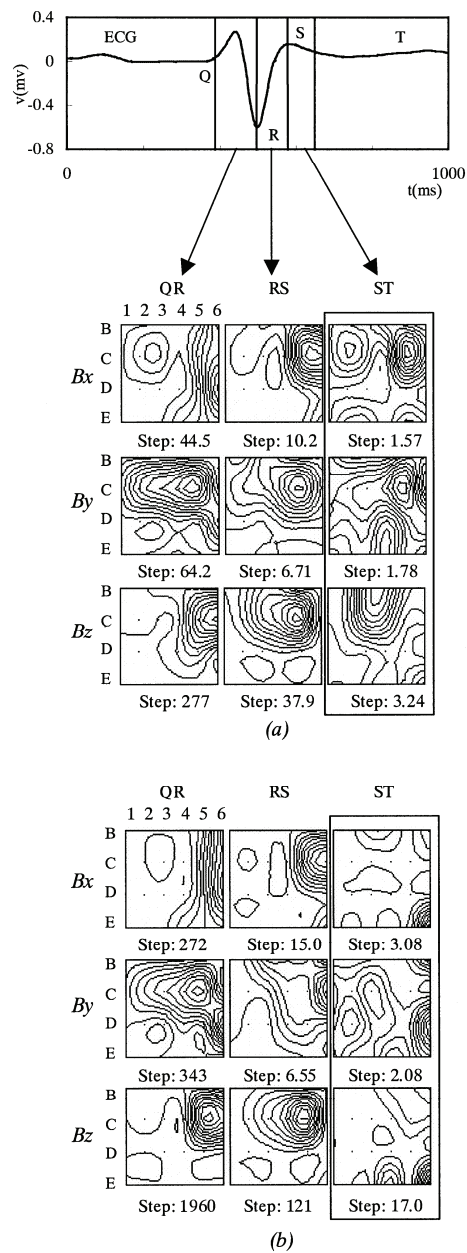 0.4
ECG S T
0
Q
v(mv)
-0.4
R
-0.8
0 1000
t(ms)
QR RS ST
1 2 3 4 5 6
B
C
Bx
D
E
Step: 44.5 Step: 10.2 Step: 1.57
B
C
By
D
E
Step: 64.2 Step: 6.71 Step: 1.78
B
C
Bz
D
E
Step: 277 Step: 37.9 Step: 3.24
(a)
QR RS ST
1 2 3 4 5 6
B
C
Bx
D
E
Step: 272 Step: 15.0 Step: 3.08
B
C
By
D
E
Step: 343 Step: 6.55 Step: 2.08
B
C
Bz
D
E
Step: 1960 Step: 121 Step: 17.0
(b)